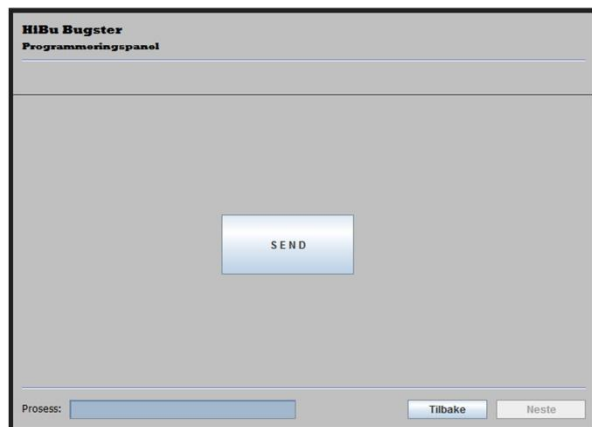 HiBu Bugster
Programmeringspanel
SEND
Prosess:
Tilbake
Neste